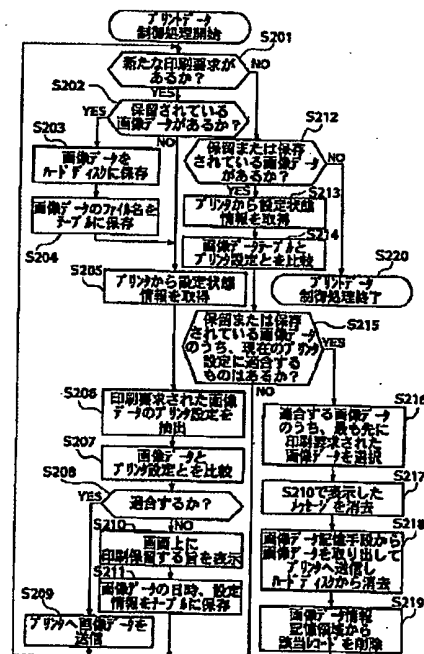 プリントデータ
制御処理開始
S201
新たな印刷要求が
あるか?
NO
S202
YES
保留されている
画像データがあるか?
YES
NO
S203
画像データを
ハードディスクに保存
画像データのファイル名を
テーブルに保存
S204
S212
保留または保存
されている画像データ
があるか?
NO
YES
S213
プリンタから設定状態
情報を取得
S214
画像データテーブルと
プリンタ設定とを比較
S220
プリントデータ
制御処理終了
S205
プリンタから設定状態
情報を取得
S215
保留または保存
されている画像データ
のうち、現在のプリンタ
設定に適合する
ものはあるか?
YES
NO
S206
印刷要求された画像
データのプリンタ設定を
抽出
S207
画像データと
プリンタ設定とを比較
S208
適合するか?
YES
NO
S210
画面上に
印刷保留する旨を表示
S211
画像データの日時、設定
情報をテーブルに保存
S209
プリンタへ画像データを
送信
S216
適合する画像データ
のうち、最も先に
印刷要求された
画像データを選択
S217
S210で表示した
メッセージを消去
S218
画像データ記憶手段から
画像データを取り出して
プリンタへ送信し
ハードディスクから消去
S219
画像データ情報
記憶領域から
該当レコードを削除